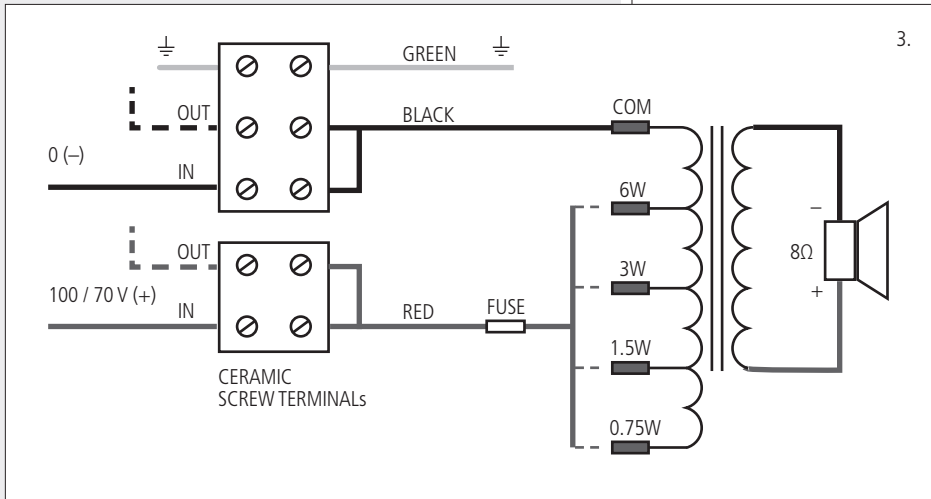 3.
GREEN
OUT
BLACK
COM
0 (–)
IN
6W
OUT
–
8Ω
3W
100 / 70 V (+)
+
IN
RED
FUSE
1.5W
CERAMIC
SCREW TERMINALs
0.75W